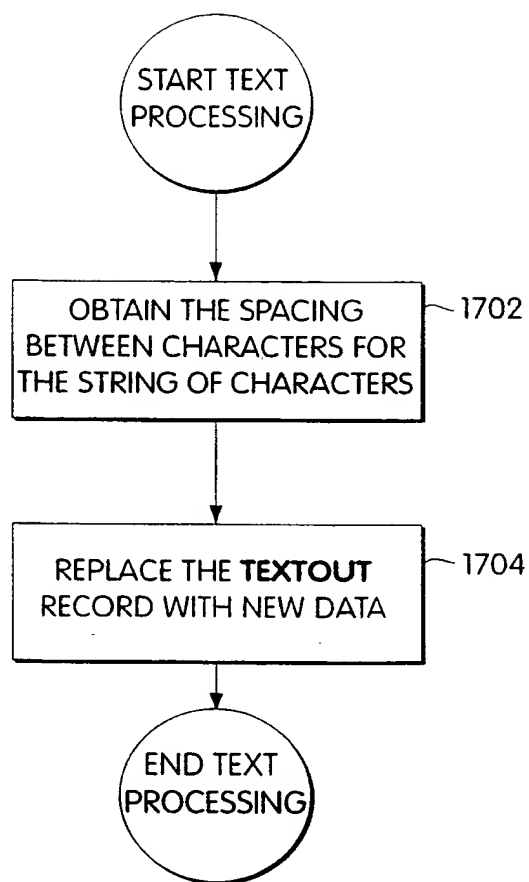 START TEXT
PROCESSING
OBTAIN THE SPACING
BETWEEN CHARACTERS FOR
THE STRING OF CHARACTERS
1702
REPLACE THE TEXTOUT
RECORD WITH NEW DATA
1704
END TEXT
PROCESSING